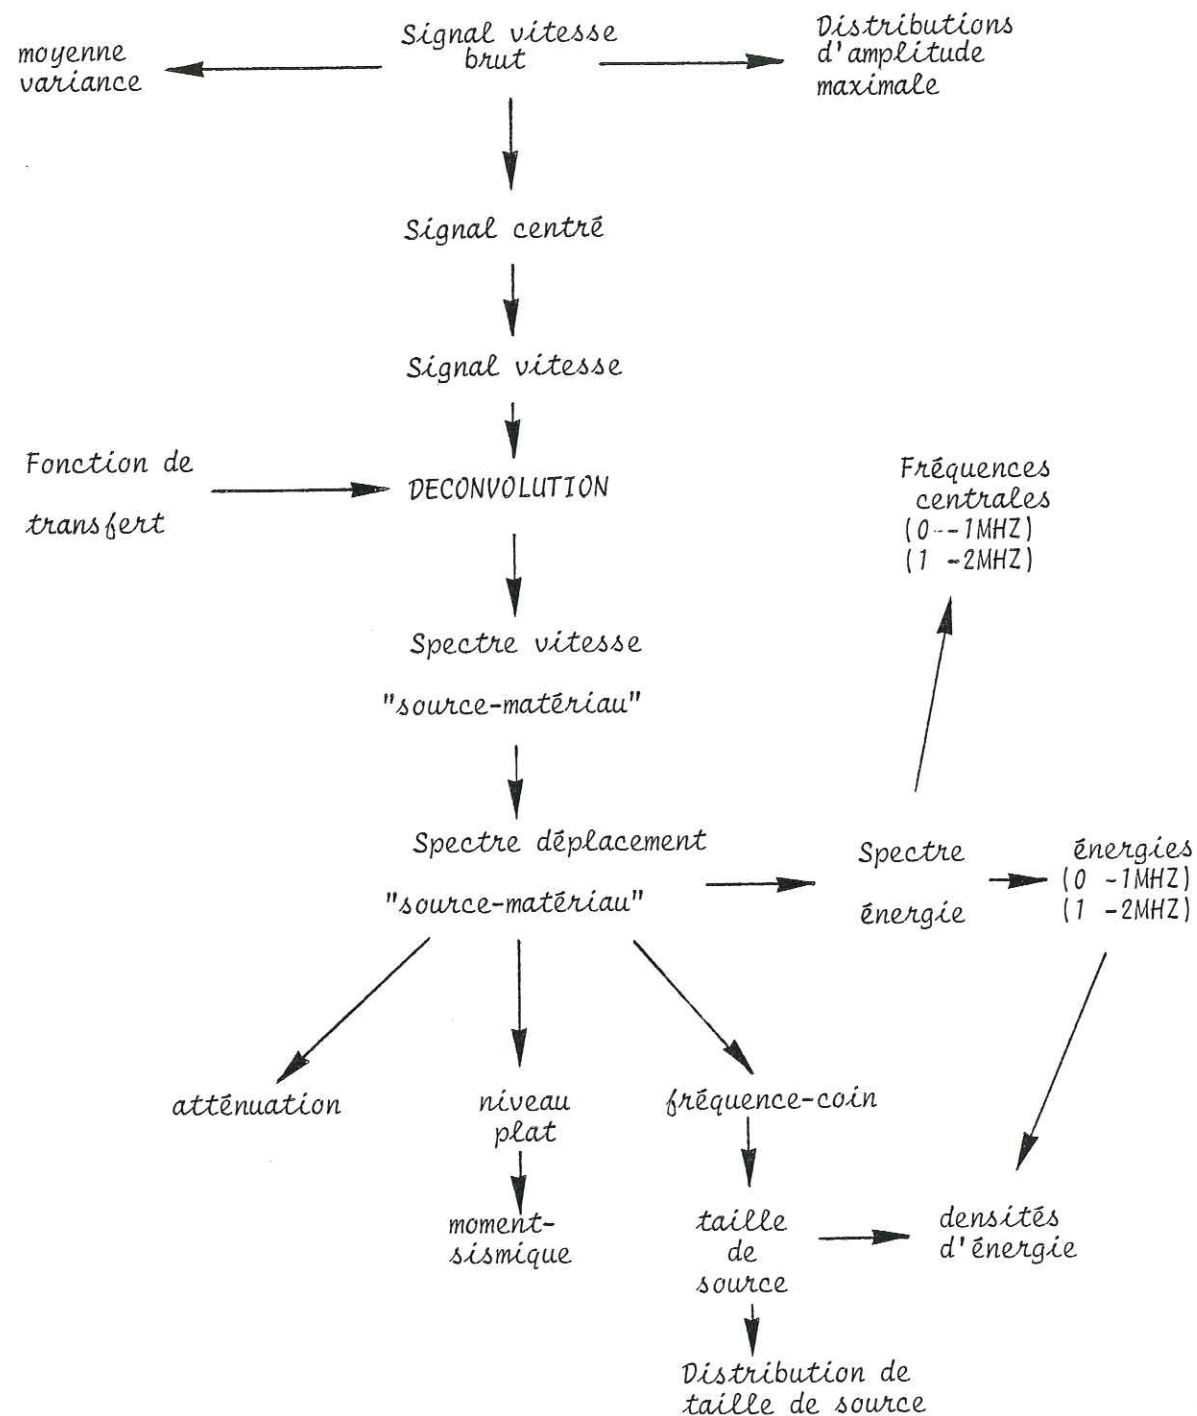 Signal vitesse
brut
moyenne
variance
Distributions
d'amplitude
maximale
Signal centré
Signal vitesse
Fonction de
transfert
DECONVOLUTION
Fréquences
centrales
(0--1MHZ)
(1 -2MHZ)
Spectre vitesse
"source-matériau"
Spectre déplacement
"source-matériau"
Spectre
énergie
énergies
(0 -1MHZ)
(1 -2MHZ)
atténuation
niveau
plat
fréquence-coin
moment-
sismique
taille
de
source
densités
d'énergie
Distribution de
taille de source